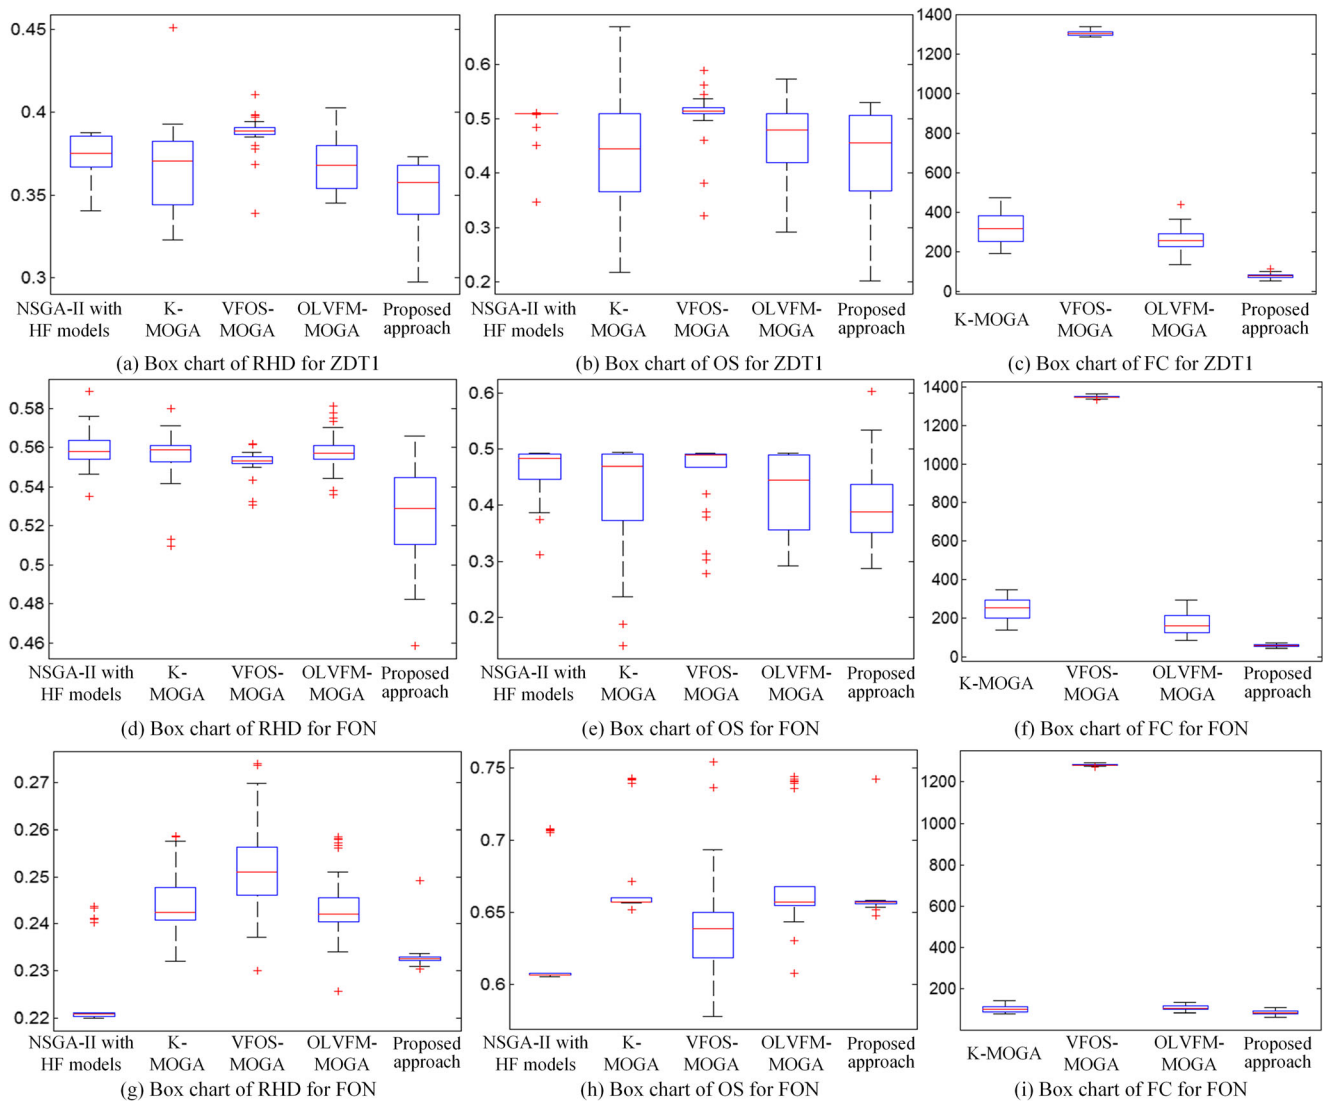 0.45
0.4
0.35
0.3
NSGA-II with
HF models
K-
MOGA
VFOS-
MOGA
OLVFM-
MOGA
Proposed
approach
(a) Box chart of RHD for ZDT1
0.6
0.5
0.4
0.3
0.2
NSGA-II with
HF models
K-
MOGA
VFOS-
MOGA
OLVFM-
MOGA
Proposed
approach
(b) Box chart of OS for ZDT1
1400
1200
1000
800
600
400
200
0
K-MOGA
VFOS-
MOGA
OLVFM-
MOGA
Proposed
approach
(c) Box chart of FC for ZDT1
0.58
0.56
0.54
0.52
0.5
0.48
0.46
NSGA-II with
HF models
K-
MOGA
VFOS-
MOGA
OLVFM-
MOGA
Proposed
approach
(d) Box chart of RHD for FON
0.6
0.5
0.4
0.3
0.2
NSGA-II with
HF models
K-
MOGA
VFOS-
MOGA
OLVFM-
MOGA
Proposed
approach
(e) Box chart of OS for FON
1400
1200
1000
800
600
400
200
0
K-MOGA
VFOS-
MOGA
OLVFM-
MOGA
Proposed
approach
(f) Box chart of FC for FON
0.27
0.26
0.25
0.24
0.23
0.22
NSGA-II with
HF models
K-
MOGA
VFOS-
MOGA
OLVFM-
MOGA
Proposed
approach
(g) Box chart of RHD for FON
0.75
0.7
0.65
0.6
NSGA-II with
HF models
K-
MOGA
VFOS-
MOGA
OLVFM-
MOGA
Proposed
approach
(h) Box chart of OS for FON
1200
1000
800
600
400
200
K-MOGA
VFOS-
MOGA
OLVFM-
MOGA
Proposed
approach
(i) Box chart of FC for FON